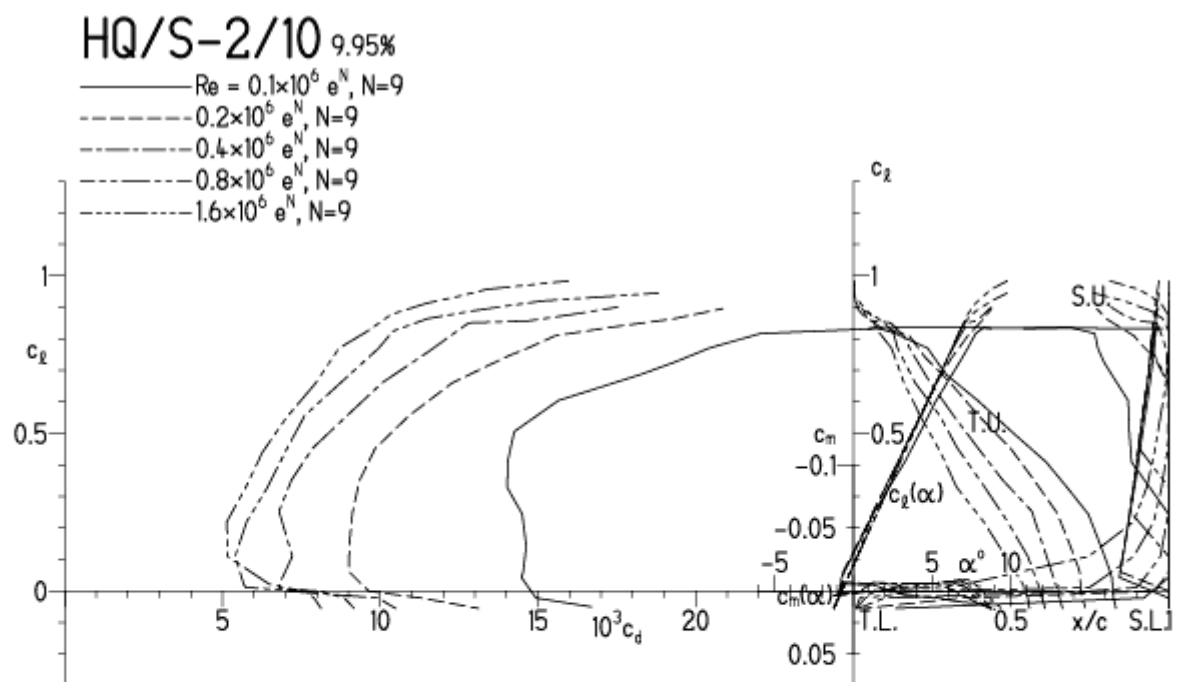 HQ/S-2/10 9.95%
Re = 0.1×10⁶ eᴺ, N=9
0.2×10⁶ eᴺ, N=9
0.4×10⁶ eᴺ, N=9
0.8×10⁶ eᴺ, N=9
1.6×10⁶ eᴺ, N=9
cℓ
1 1
S.U.
cℓ
T.U.
0.5 cₘ 0.5
-0.1
cℓ(α)
-0.05
-5 5 α° 10
0 cₘ(α)
5 10 15 10³c_d 20 T.L. 0.5 x/c S.L. 1
0.05